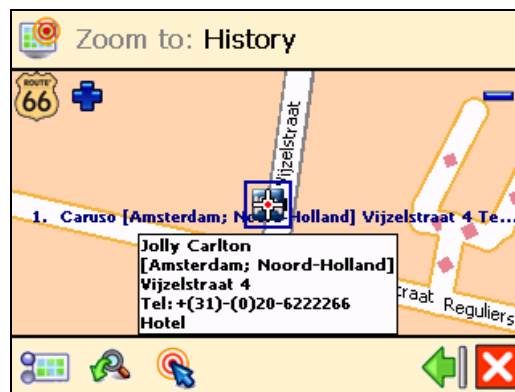 Zoom to: History
ROUTE
66
Vijzelstraat
1. Caruso [Amsterdam; Noord-Holland] Vijzelstraat 4 Te...
Jolly Carlton
[Amsterdam; Noord-Holland]
Vijzelstraat 4
Tel:+(31)-(0)20-6222266
Hotel
traat Reguliers